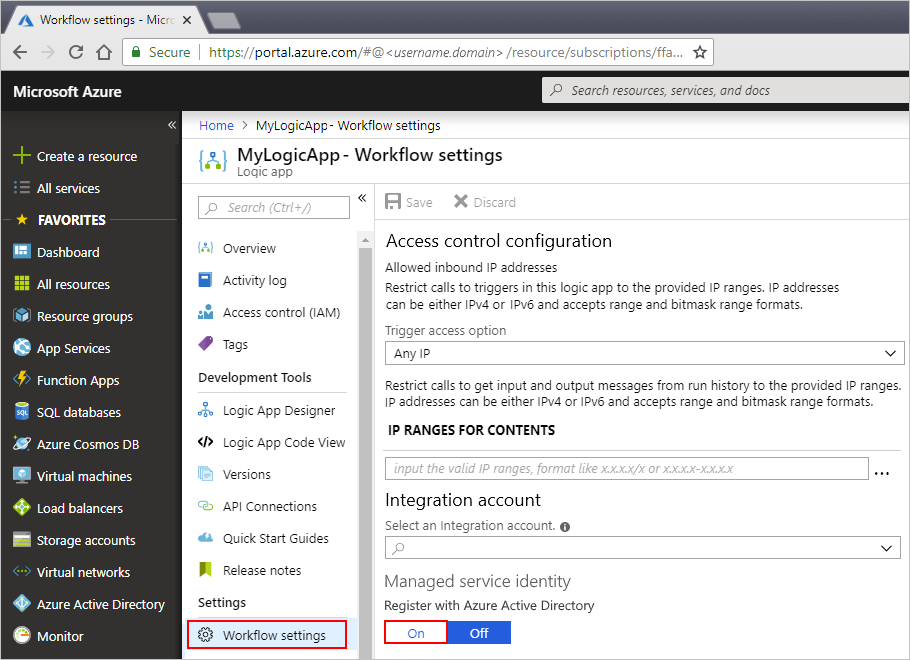 Workflow settings - Micr
Secure
https://portal.azure.com/#@<username.domain>/resource/subscriptions/ffa...
Microsoft Azure
Search resources, services, and docs
Create a resource
All services
FAVORITES
Dashboard
All resources
Resource groups
App Services
Function Apps
SQL databases
Azure Cosmos DB
Virtual machines
Load balancers
Storage accounts
Virtual networks
Azure Active Directory
Monitor
Home > MyLogicApp - Workflow settings
MyLogicApp - Workflow settings
Logic app
Search (Ctrl+/)
Overview
Activity log
Access control (IAM)
Tags
Development Tools
Logic App Designer
Logic App Code View
Versions
API Connections
Quick Start Guides
Release notes
Settings
Workflow settings
Save
Discard
Access control configuration
Allowed inbound IP addresses
Restrict calls to triggers in this logic app to the provided IP ranges. IP addresses
can be either IPv4 or IPv6 and accepts range and bitmask range formats.
Trigger access option
Any IP
Restrict calls to get input and output messages from run history to the provided IP ranges.
IP addresses can be either IPv4 or IPv6 and accepts range and bitmask range formats.
IP RANGES FOR CONTENTS
input the valid IP ranges, format like x.x.x.x/x or x.x.x.x-x.x.x.x
...
Integration account
Select an Integration account.
Managed service identity
Register with Azure Active Directory
On
Off